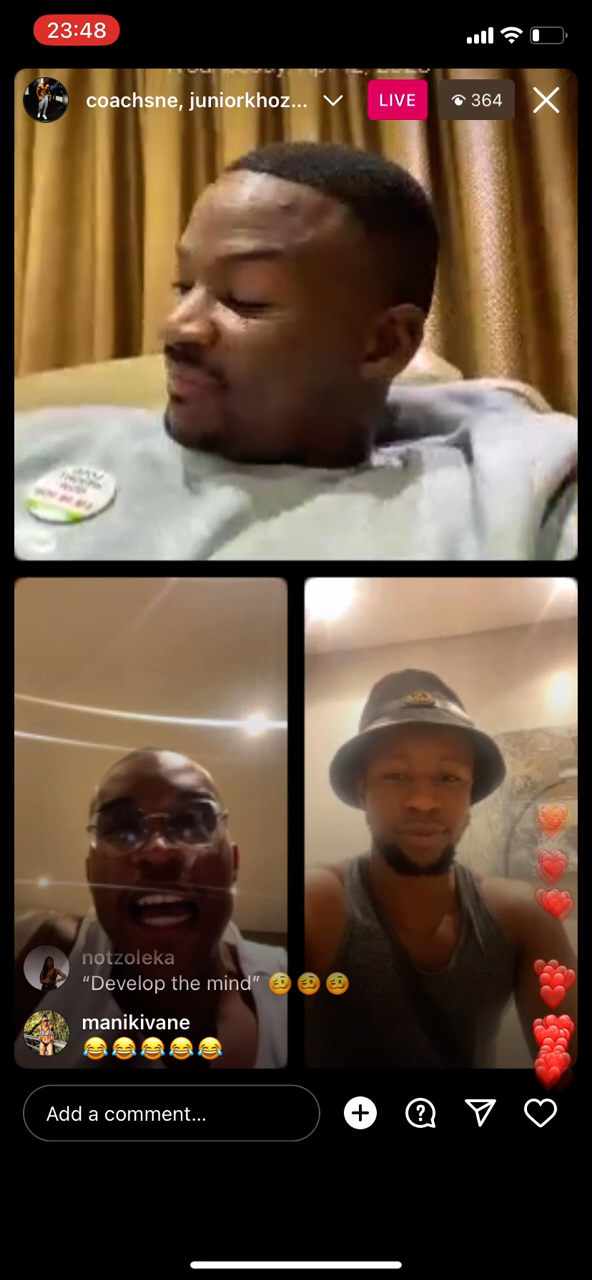 23:48
coachsne, juniorkhoz...
LIVE
364
notzoleka
“Develop the mind” 🥴🥴🥴
manikivane
😂😂😂😂😂
Add a comment...